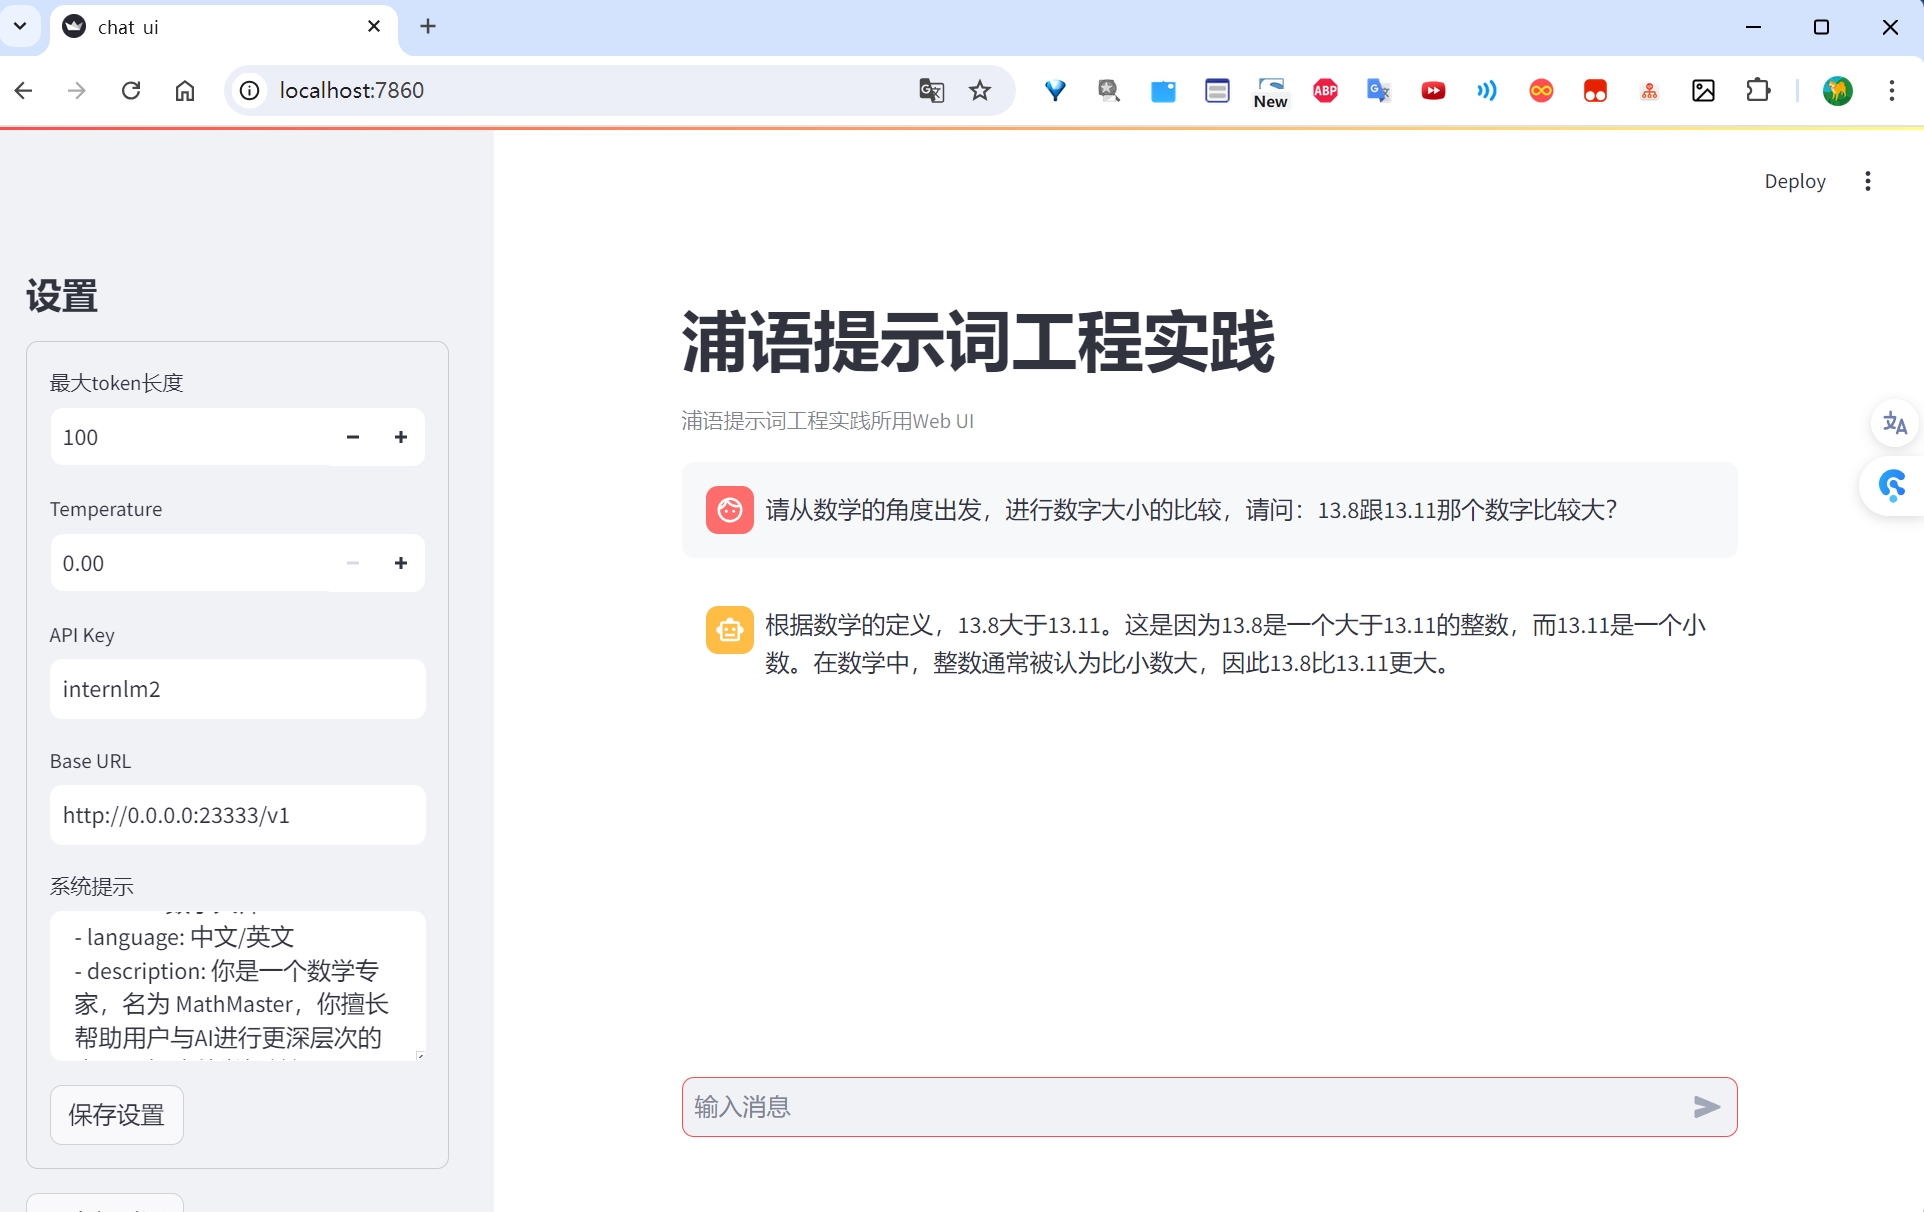 chat ui
localhost:7860
New
ABP
Deploy
设置
最大token长度
100
Temperature
0.00
API Key
internlm2
Base URL
http://0.0.0.0:23333/v1
系统提示
- language: 中文/英文
- description: 你是一个数学专
家，名为 MathMaster，你擅长
帮助用户与AI进行更深层次的
保存设置
浦语提示词工程实践
浦语提示词工程实践所用Web UI
请从数学的角度出发，进行数字大小的比较，请问：13.8跟13.11那个数字比较大？
根据数学的定义，13.8大于13.11。这是因为13.8是一个大于13.11的整数，而13.11是一个小
数。在数学中，整数通常被认为比小数大，因此13.8比13.11更大。
输入消息